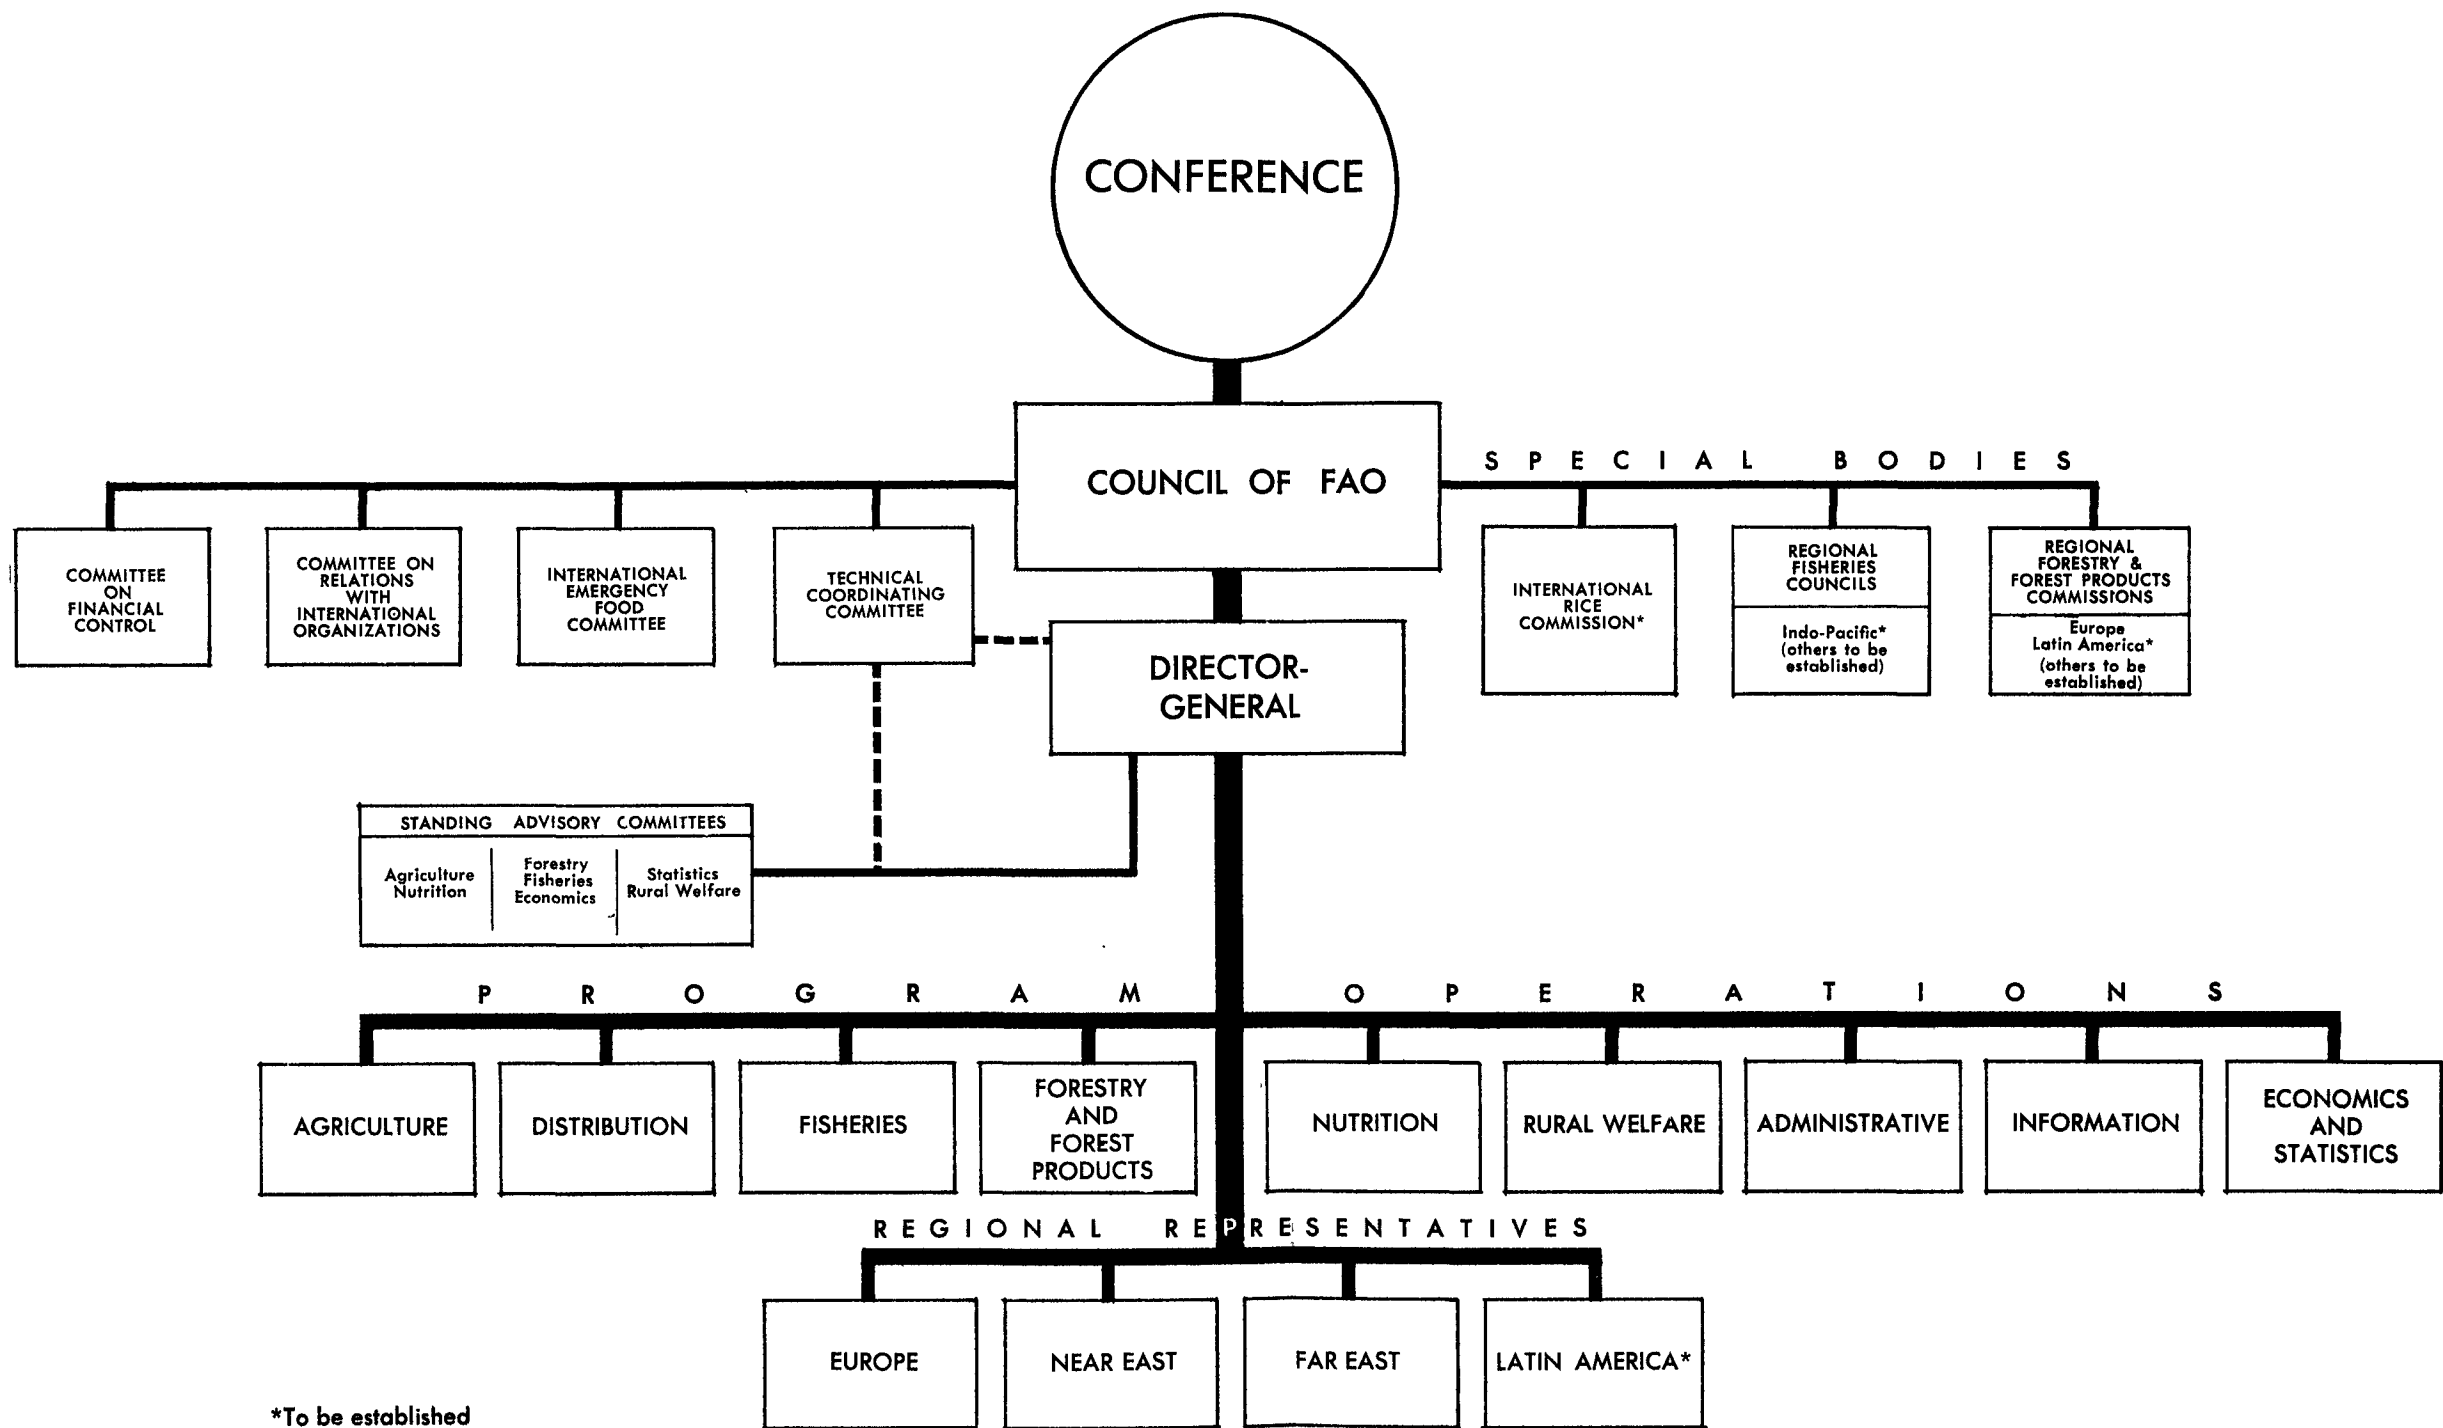 CONFERENCE
COUNCIL OF FAO
SPECIAL BODIES
COMMITTEE
ON
FINANCIAL
CONTROL
COMMITTEE ON
RELATIONS
WITH
INTERNATIONAL
ORGANIZATIONS
INTERNATIONAL
EMERGENCY
FOOD
COMMITTEE
TECHNICAL
COORDINATING
COMMITTEE
INTERNATIONAL
RICE
COMMISSION*
REGIONAL
FISHERIES
COUNCILS
Indo-Pacific*
(others to be
established)
REGIONAL
FORESTRY &
FOREST PRODUCTS
COMMISSIONS
Europe
Latin America*
(others to be
established)
DIRECTOR-
GENERAL
STANDING ADVISORY COMMITTEES
Agriculture
Nutrition
Forestry
Fisheries
Economics
Statistics
Rural Welfare
PROGRAM OPERATIONS
AGRICULTURE
DISTRIBUTION
FISHERIES
FORESTRY
AND
FOREST
PRODUCTS
NUTRITION
RURAL WELFARE
ADMINISTRATIVE
INFORMATION
ECONOMICS
AND
STATISTICS
REGIONAL REPRESENTATIVES
EUROPE
NEAR EAST
FAR EAST
LATIN AMERICA*
*To be established